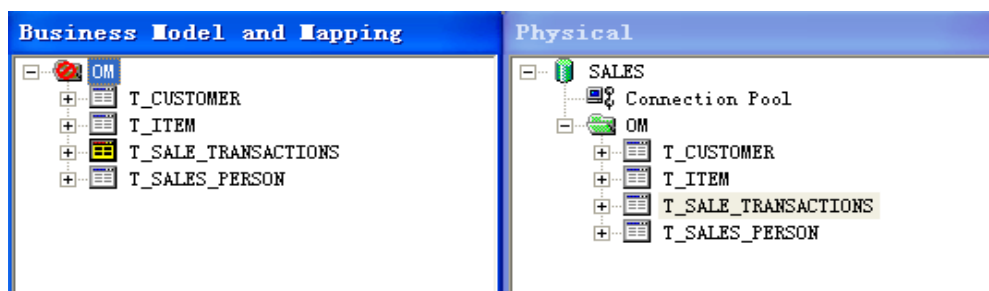 Business Model and Mapping
OM
T_CUSTOMER
T_ITEM
T_SALE_TRANSACTIONS
T_SALES_PERSON
Physical
SALES
Connection Pool
OM
T_CUSTOMER
T_ITEM
T_SALE_TRANSACTIONS
T_SALES_PERSON